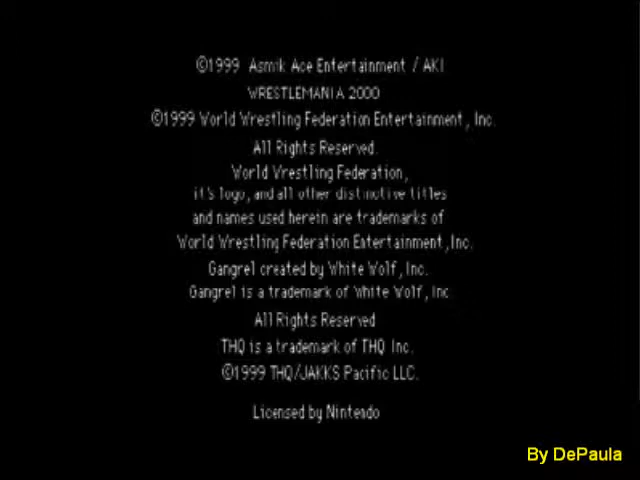 ©1999 Asmik Ace Entertainment / AKI
WRESTLEMANIA 2000
©1999 World Wrestling Federation Entertainment, Inc.
All Rights Reserved.
World Wrestling Federation,
it's logo, and all other distinctive titles
and names used herein are trademarks of
World Wrestling Federation Entertainment, Inc.
Gangrel created by White Wolf, Inc.
Gangrel is a trademark of White Wolf, Inc
All Rights Reserved
THQ is a trademark of THQ Inc.
©1999 THQ/JAKKS Pacific LLC.
Licensed by Nintendo
By DePaula